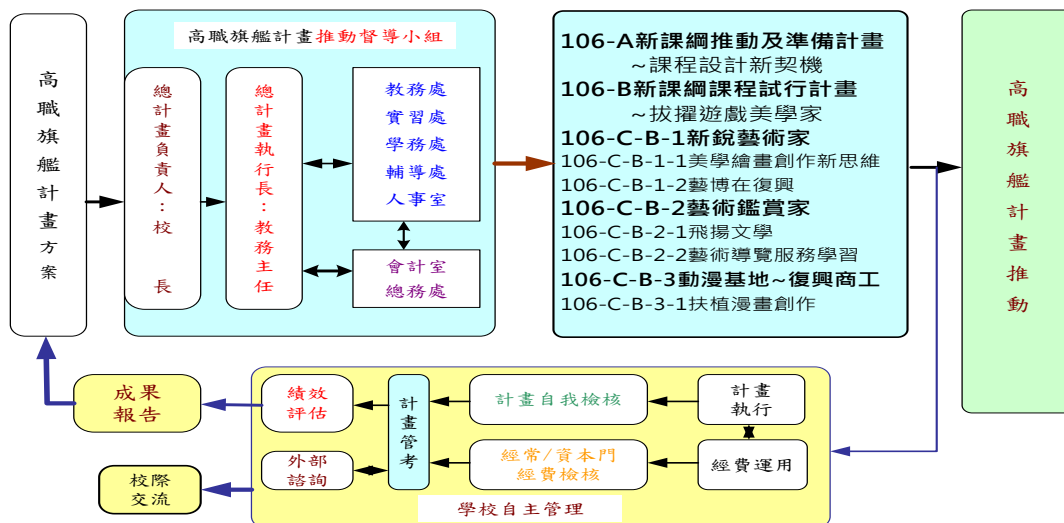 高職旗艦計畫方案
高職旗艦計畫推動督導小組
總計畫負責人：校長
總計畫執行長：教務主任
教務處
實習處
學務處
輔導處
人事室
會計室
總務處
106-A新課綱推動及準備計畫
~課程設計新契機
106-B新課綱課程試行計畫
~拔擢遊戲美學家
106-C-B-1新銳藝術家
106-C-B-1-1美學繪畫創作新思維
106-C-B-1-2藝博在復興
106-C-B-2藝術鑑賞家
106-C-B-2-1飛揚文學
106-C-B-2-2藝術導覽服務學習
106-C-B-3動漫基地~復興商工
106-C-B-3-1扶植漫畫創作
高職旗艦計畫推動
成果
報告
績效
評估
計畫管考
計畫自我檢核
計畫
執行
校際
交流
外部
諮詢
經常/資本門
經費檢核
經費運用
學校自主管理